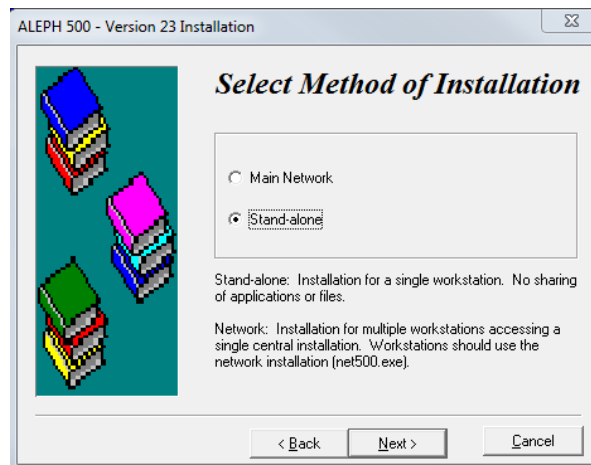 ALEPH 500 - Version 23 Installation
Select Method of Installation
Main Network
Stand-alone
Stand-alone: Installation for a single workstation. No sharing
of applications or files.
Network: Installation for multiple workstations accessing a
single central installation. Workstations should use the
network installation (net500.exe).
< Back
Next >
Cancel